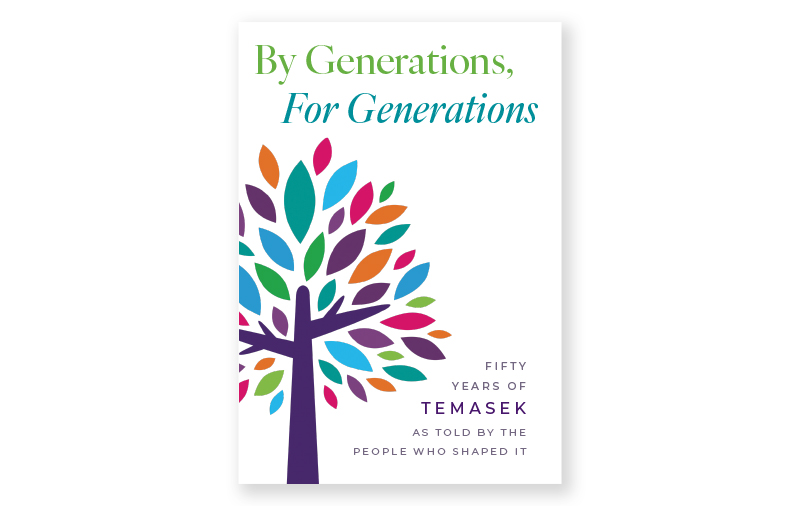 By Generations,
For Generations
FIFTY
YEARS OF
TEMASEK
AS TOLD BY THE
PEOPLE WHO SHAPED IT